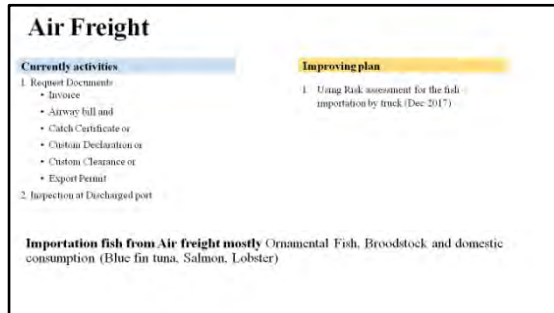 Air Freight
Currently activities
1. Request Documents
• Invoice
• Airway bill and
• Catch Certificate or
• Custom Declaration or
• Custom Clearance or
• Export Permit
2. Inspection at Discharged port
Improving plan
1. Using Risk assessment for the fish
importation by truck (Dec 2017)
Importation fish from Air freight mostly Ornamental Fish, Broodstock and domestic
consumption (Blue fin tuna, Salmon, Lobster)